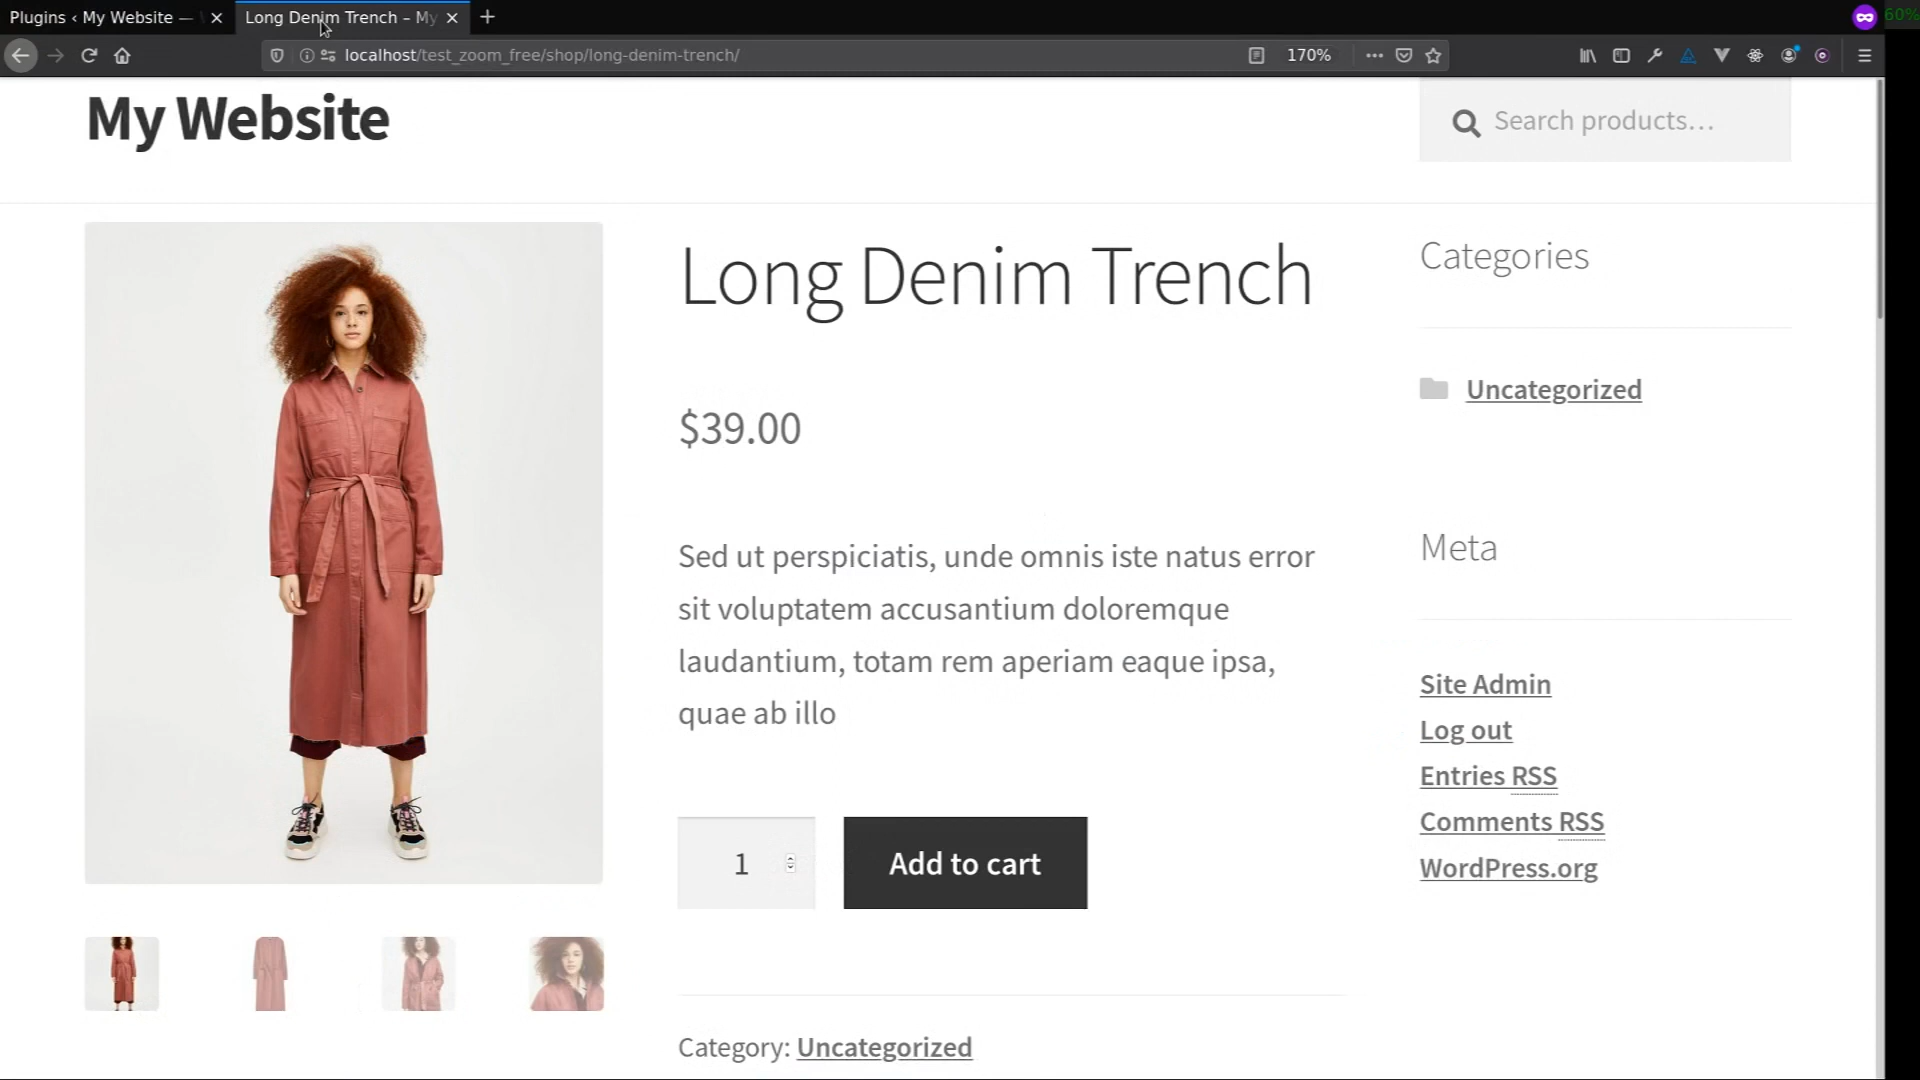 Plugins ‹ My Website —
Long Denim Trench – My
60%
localhost/test_zoom_free/shop/long-denim-trench/
170%
My Website
Search products…
Long Denim Trench
$39.00
Sed ut perspiciatis, unde omnis iste natus error
sit voluptatem accusantium doloremque
laudantium, totam rem aperiam eaque ipsa,
quae ab illo
1
Add to cart
Category: Uncategorized
Categories
Uncategorized
Meta
Site Admin
Log out
Entries RSS
Comments RSS
WordPress.org